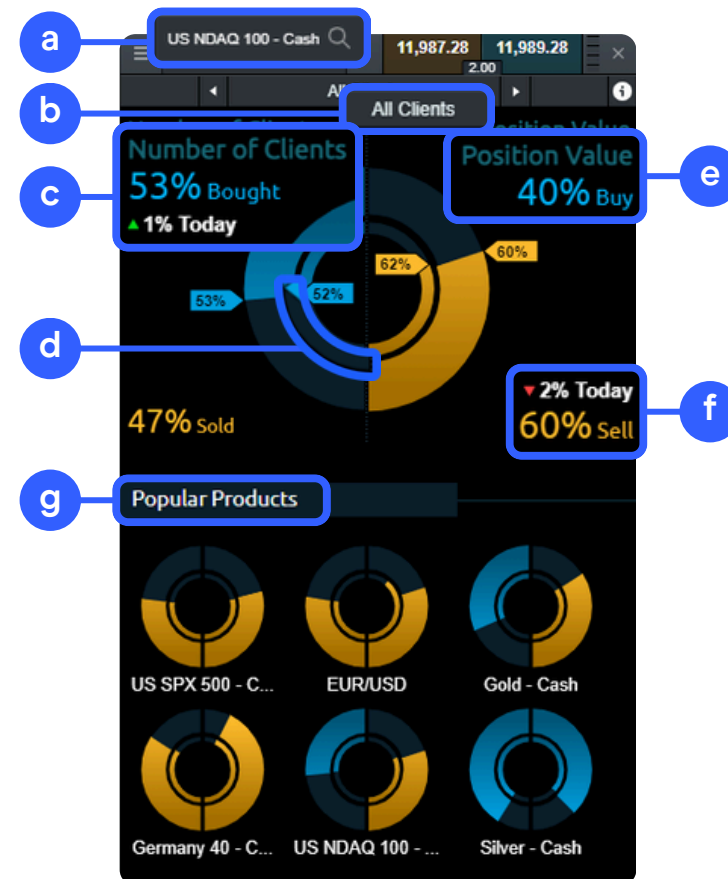 a
US NDAQ 100 - Cash
11,987.28
11,989.28
2.00
×
b
All Clients
c
Number of Clients
53% Bought
1% Today
Position Value
40% Buy
e
62%
60%
53%
52%
d
2% Today
60% Sell
f
47% Sold
g
Popular Products
US SPX 500 - C...
EUR/USD
Gold - Cash
Germany 40 - C...
US NDAQ 100 - ...
Silver - Cash